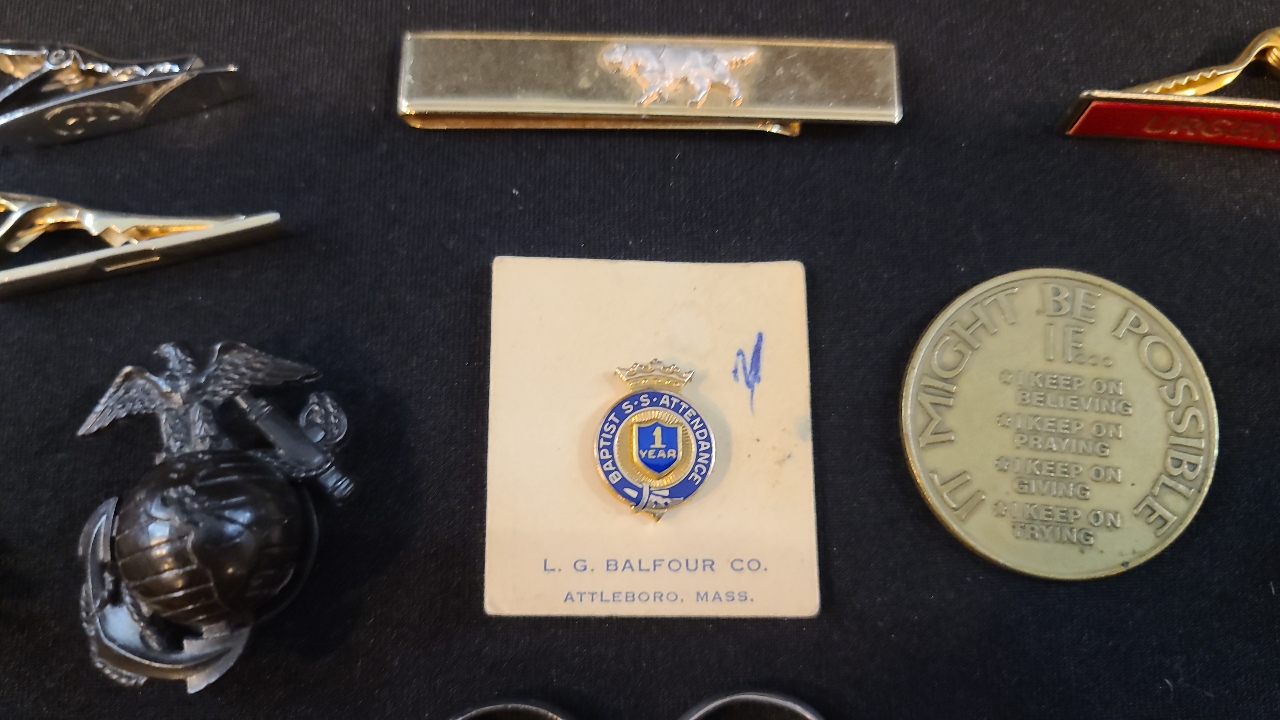 URGEN
BAPTIST S·S·ATTENDANCE
1
YEAR
L. G. BALFOUR CO.
ATTLEBORO, MASS.
IT MIGHT BE POSSIBLE
IF...
*I KEEP ON
BELIEVING
*I KEEP ON
PRAYING
*I KEEP ON
GIVING
*I KEEP ON
TRYING